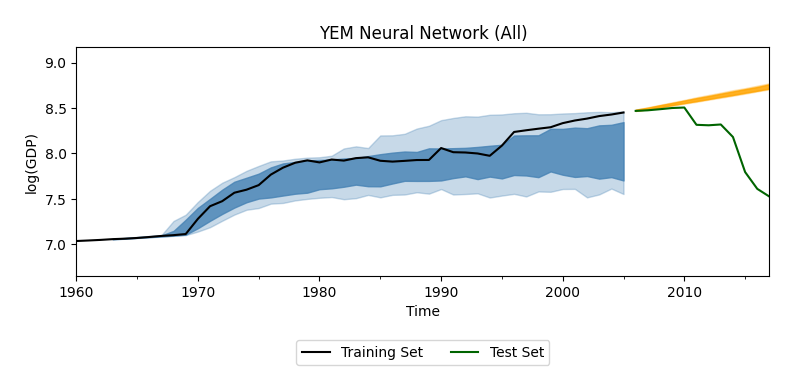 YEM Neural Network (All)
log(GDP)
9.0
8.5
8.0
7.5
7.0
1960 1970 1980 1990 2000 2010
Time
Training Set Test Set